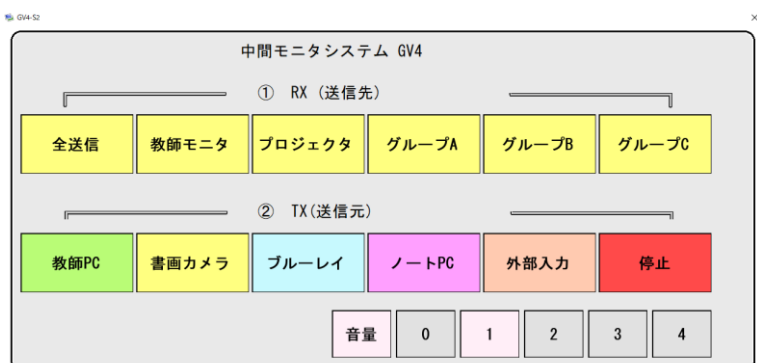 GV4-S2
中間モニタシステム GV4
① RX (送信先)
全送信 教師モニタ プロジェクタ グループA グループB グループC
② TX(送信元)
教師PC 書画カメラ ブルーレイ ノートPC 外部入力 停止
音量 0 1 2 3 4